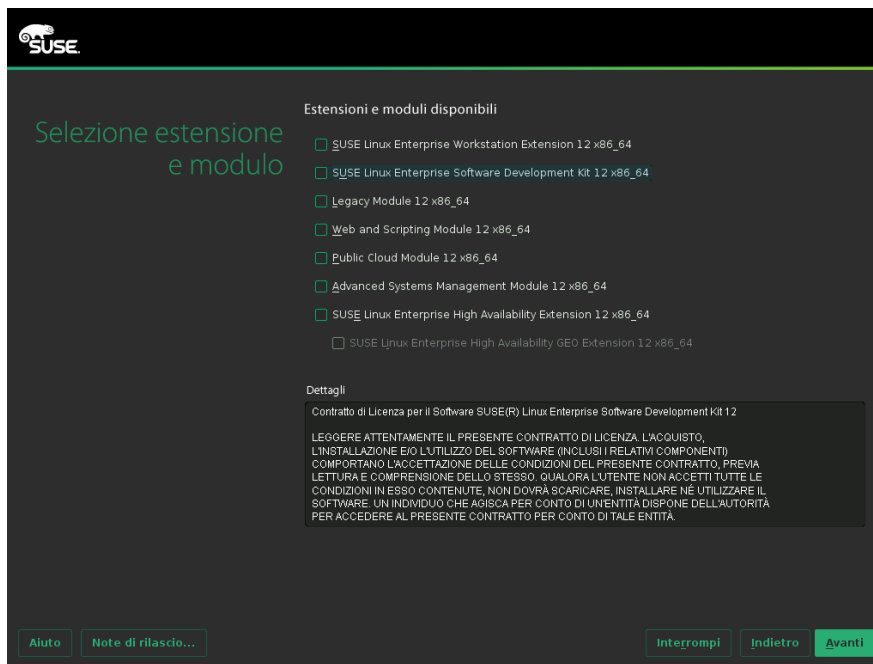 SUSE.
Selezione estensione
e modulo
Estensioni e moduli disponibili
SUSE Linux Enterprise Workstation Extension 12 x86_64
SUSE Linux Enterprise Software Development Kit 12 x86_64
Legacy Module 12 x86_64
Web and Scripting Module 12 x86_64
Public Cloud Module 12 x86_64
Advanced Systems Management Module 12 x86_64
SUSE Linux Enterprise High Availability Extension 12 x86_64
SUSE Linux Enterprise High Availability GEO Extension 12 x86_64
Dettagli
Contratto di Licenza per il Software SUSE(R) Linux Enterprise Software Development Kit 12
LEGGERE ATTENTAMENTE IL PRESENTE CONTRATTO DI LICENZA. L'ACQUISTO,
L'INSTALLAZIONE E/O L'UTILIZZO DEL SOFTWARE (INCLUSI I RELATIVI COMPONENTI)
COMPORTANO L'ACCETTAZIONE DELLE CONDIZIONI DEL PRESENTE CONTRATTO, PREVIA
LETTURA E COMPRENSIONE DELLO STESSO. QUALORA L'UTENTE NON ACCETTI TUTTE LE
CONDIZIONI IN ESSO CONTENUTE, NON DOVRÀ SCARICARE, INSTALLARE NÉ UTILIZZARE IL
SOFTWARE. UN INDIVIDUO CHE AGISCA PER CONTO DI UN'ENTITÀ DISPONE DELL'AUTORITÀ
PER ACCEDERE AL PRESENTE CONTRATTO PER CONTO DI TALE ENTITÀ.
Aiuto
Note di rilascio...
Interrompi
Indietro
Avanti